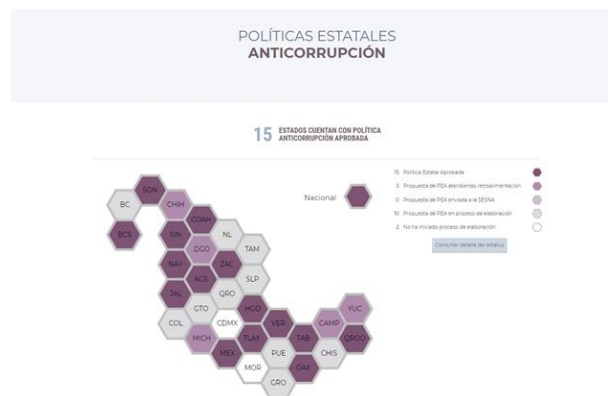 POLÍTICAS ESTATALES
ANTICORRUPCIÓN
15 ESTADOS CUENTAN CON POLÍTICA
ANTICORRUPCIÓN APROBADA
Nacional
15 Política Estatal Aprobada
5 Propuesta de PEA atendiendo retroalimentación
0 Propuesta de PEA enviada a la SESNA
10 Propuesta de PEA en proceso de elaboración
2 No ha iniciado proceso de elaboración
Consultar detalle del estatus
SON
BC
CHIH
COAH
BCS
SIN
NL
DGO
TAM
NAY
ZAC
AGS
SLP
JAL
QRO
GTO
HGO
YUC
COL
CDMX
VER
CAMP
MICH
TLAX
TAB
QROO
MEX
PUE
CHIS
MOR
OAX
GRO